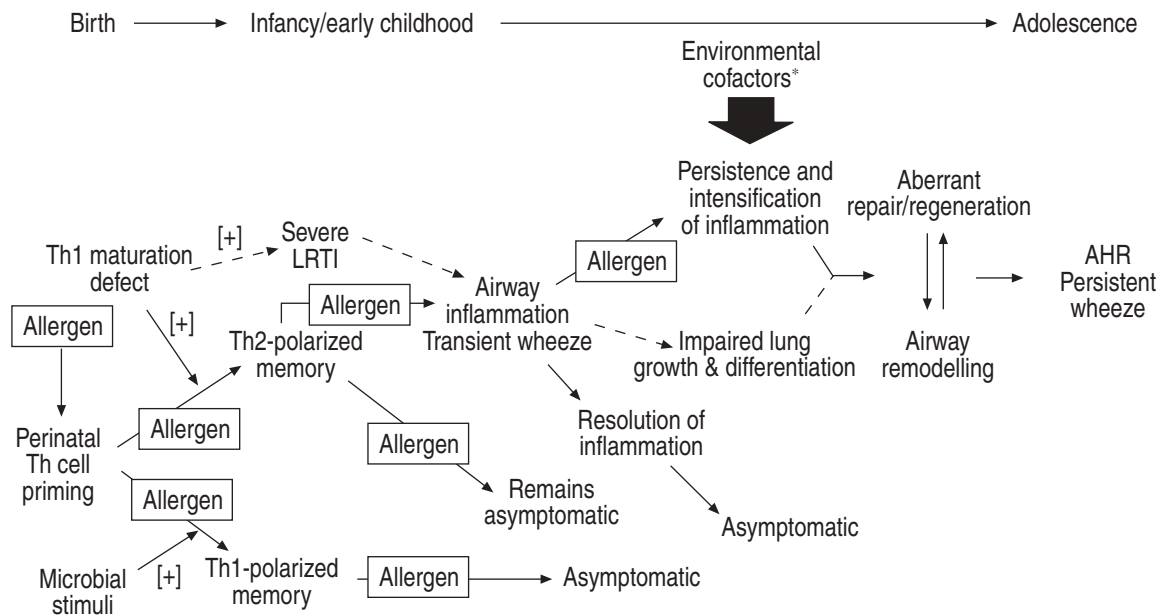 Birth
Infancy/early childhood
Adolescence
Environmental
cofactors*
Persistence and
intensification
of inflammation
Aberrant
repair/regeneration
[+]
Severe
LRTI
Th1 maturation
defect
Allergen
AHR
Persistent
wheeze
Allergen
Airway
inflammation
Transient wheeze
Allergen
[+]
Th2-polarized
memory
Impaired lung
growth & differentiation
Airway
remodelling
Allergen
Perinatal
Th cell
priming
Allergen
Resolution of
inflammation
Allergen
Remains
asymptomatic
Asymptomatic
Microbial
stimuli
[+]
Th1-polarized
memory
Allergen
Asymptomatic